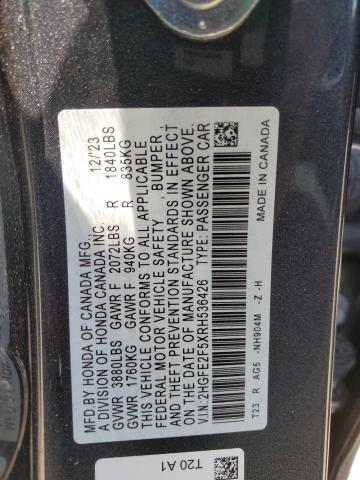 MFD.BY HONDA OF CANADA MFG. 12/'23
A DIVISION OF HONDA CANADA INC.
GVWR 3880LBS GAWR F 2072LBS R 1840LBS
GVWR 1760KG GAWR F 940KG R 835KG
THIS VEHICLE CONFORMS TO ALL APPLICABLE
FEDERAL MOTOR VEHICLE SAFETY BUMPER,
AND THEFT PREVENTION STANDARDS IN EFFECT
ON THE DATE OF MANUFACTURE SHOWN ABOVE.
V.I.N.: 2HGFE2F5XRH536426 TYPE: PASSENGER CAR
T23 R AG5 -NH904M -Z -H MADE IN CANADA
T20 A1